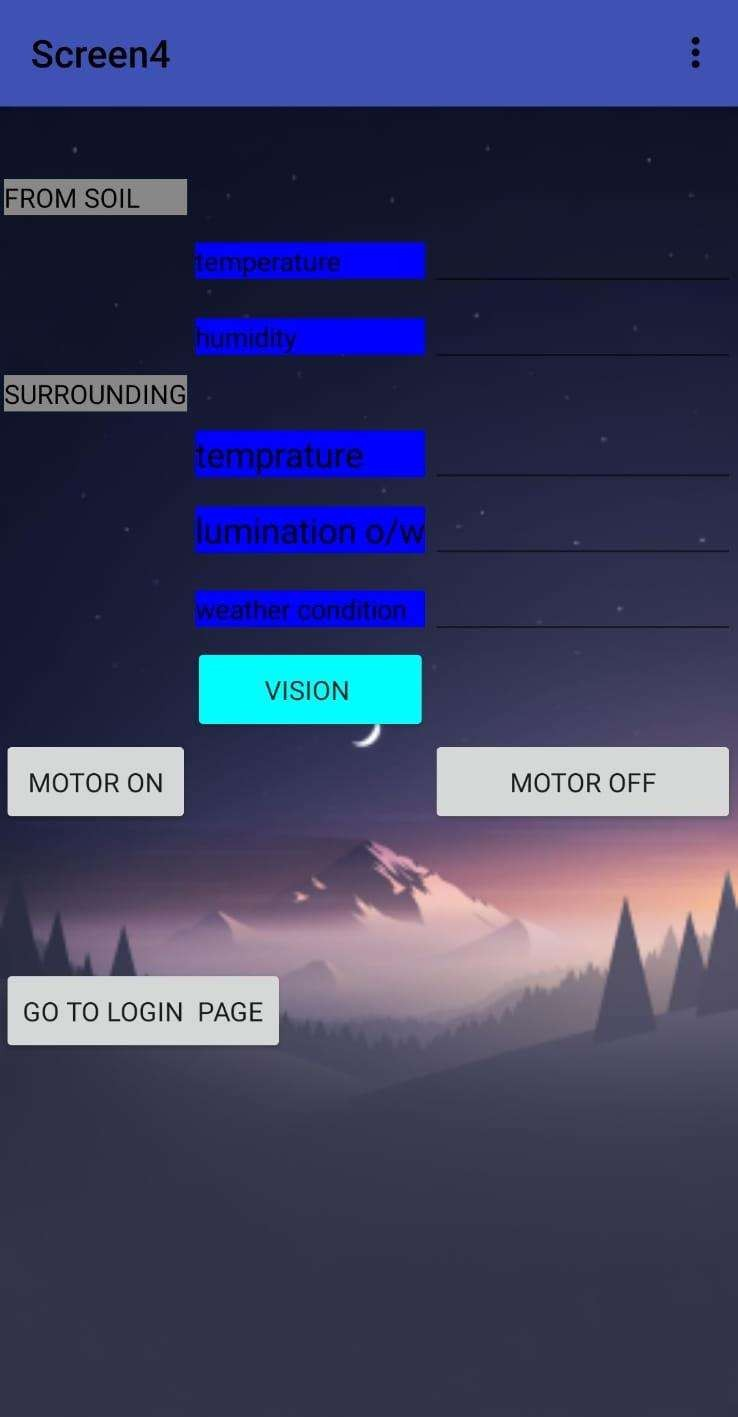 Screen4
FROM SOIL
temperature
humidity
SURROUNDING
temprature
lumination o/w
weather condition
VISION
MOTOR ON
MOTOR OFF
GO TO LOGIN PAGE